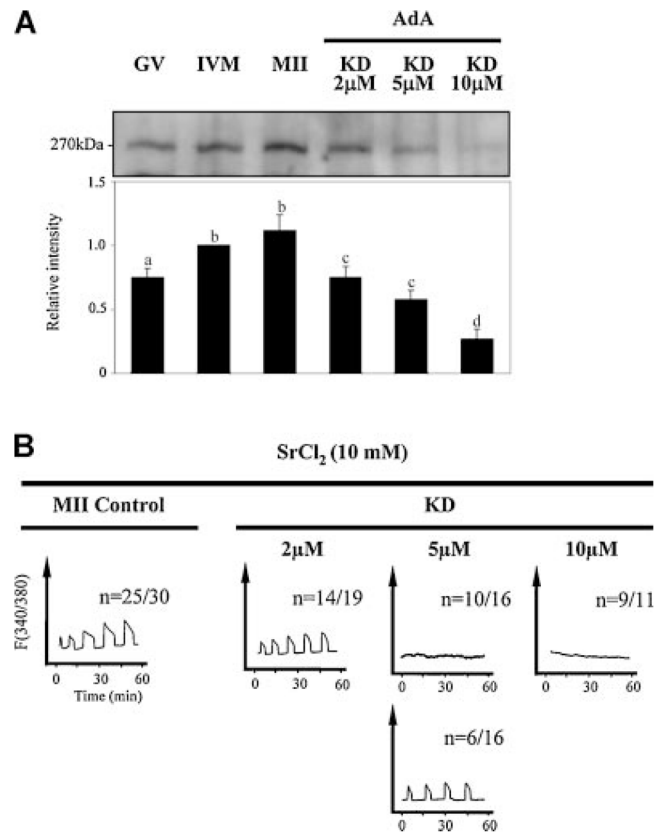 A
AdA
GV IVM MII KD KD KD
2µM 5µM 10µM
270kDa
1.5
1.0
0.5
0
Relative intensity
a b b c c d
B
SrCl₂ (10 mM)
MII Control KD
2µM 5µM 10µM
F(340/380)
n=25/30 n=14/19 n=10/16 n=9/11
0 30 60 0 30 60 0 30 60 0 30 60
Time (min)
n=6/16
0 30 60